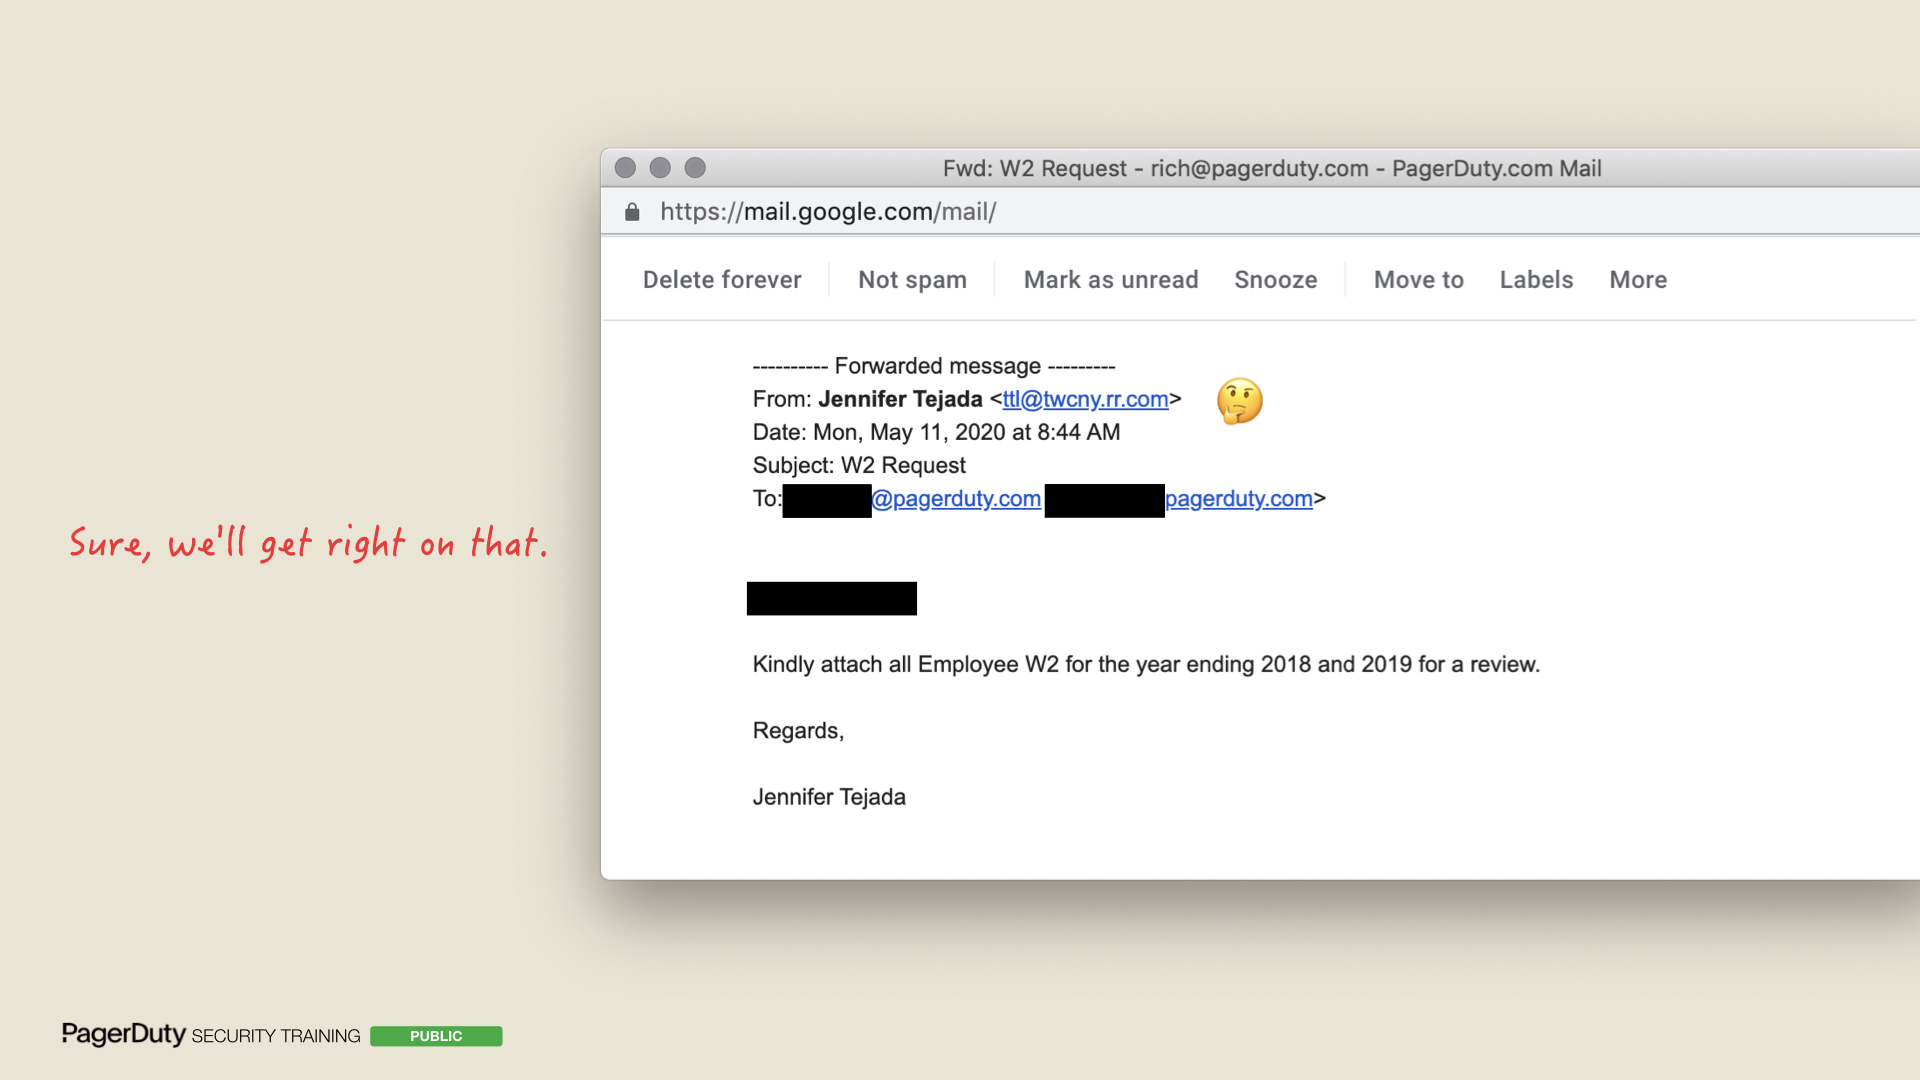 Fwd: W2 Request - rich@pagerduty.com - PagerDuty.com Mail
https://mail.google.com/mail/
Delete forever Not spam Mark as unread Snooze Move to Labels More
---------- Forwarded message ---------
From: Jennifer Tejada <ttl@twcny.rr.com>
Date: Mon, May 11, 2020 at 8:44 AM
Subject: W2 Request
To: @pagerduty.com pagerduty.com>
Sure, we'll get right on that.
Kindly attach all Employee W2 for the year ending 2018 and 2019 for a review.
Regards,
Jennifer Tejada
PagerDuty SECURITY TRAINING PUBLIC